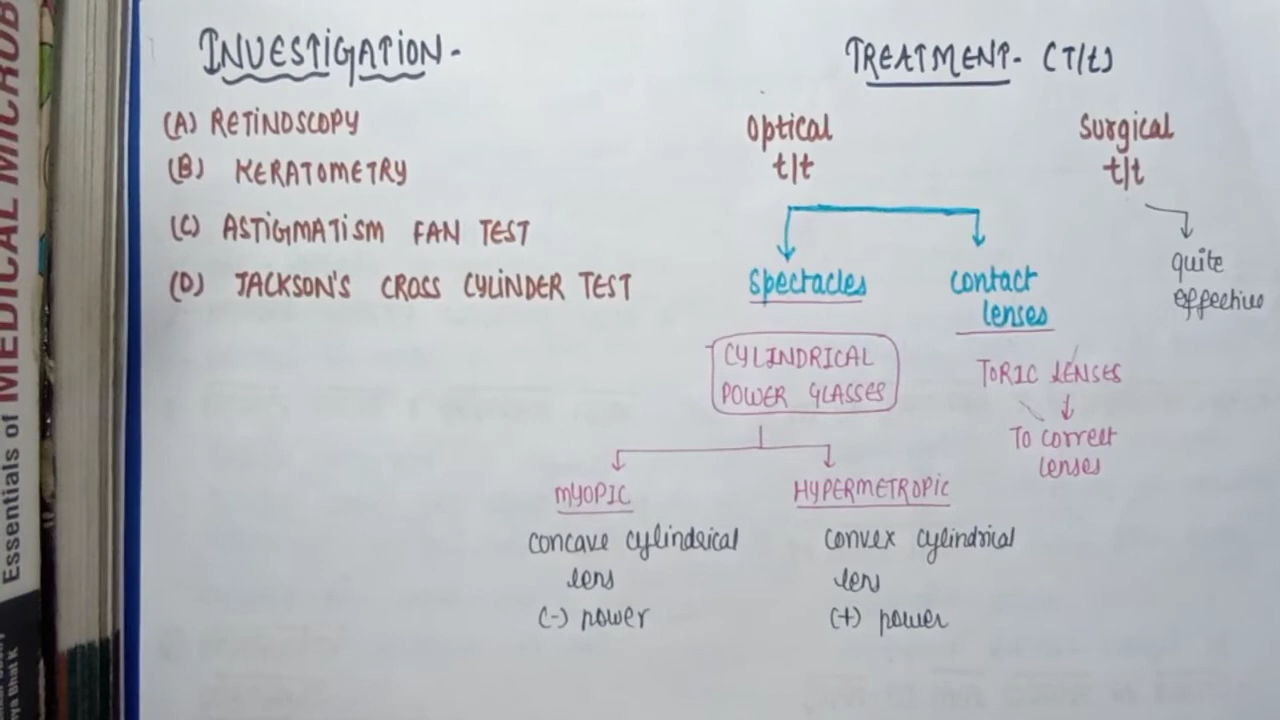 INVESTIGATION -
(A) RETINOSCOPY
(B) KERATOMETRY
(C) ASTIGMATISM FAN TEST
(D) JACKSON'S CROSS CYLINDER TEST
TREATMENT - (T/t)
Optical
t/t
Surgical
t/t
quite
effective
Spectacles
contact
lenses
CYLINDRICAL
POWER GLASSES
TORIC LENSES
To correct
lenses
MYOPIC
concave cylindrical
lens
(-) power
HYPERMETROPIC
convex cylindrical
lens
(+) power
Essentials of MEDICAL MICROB
ya Bhat K